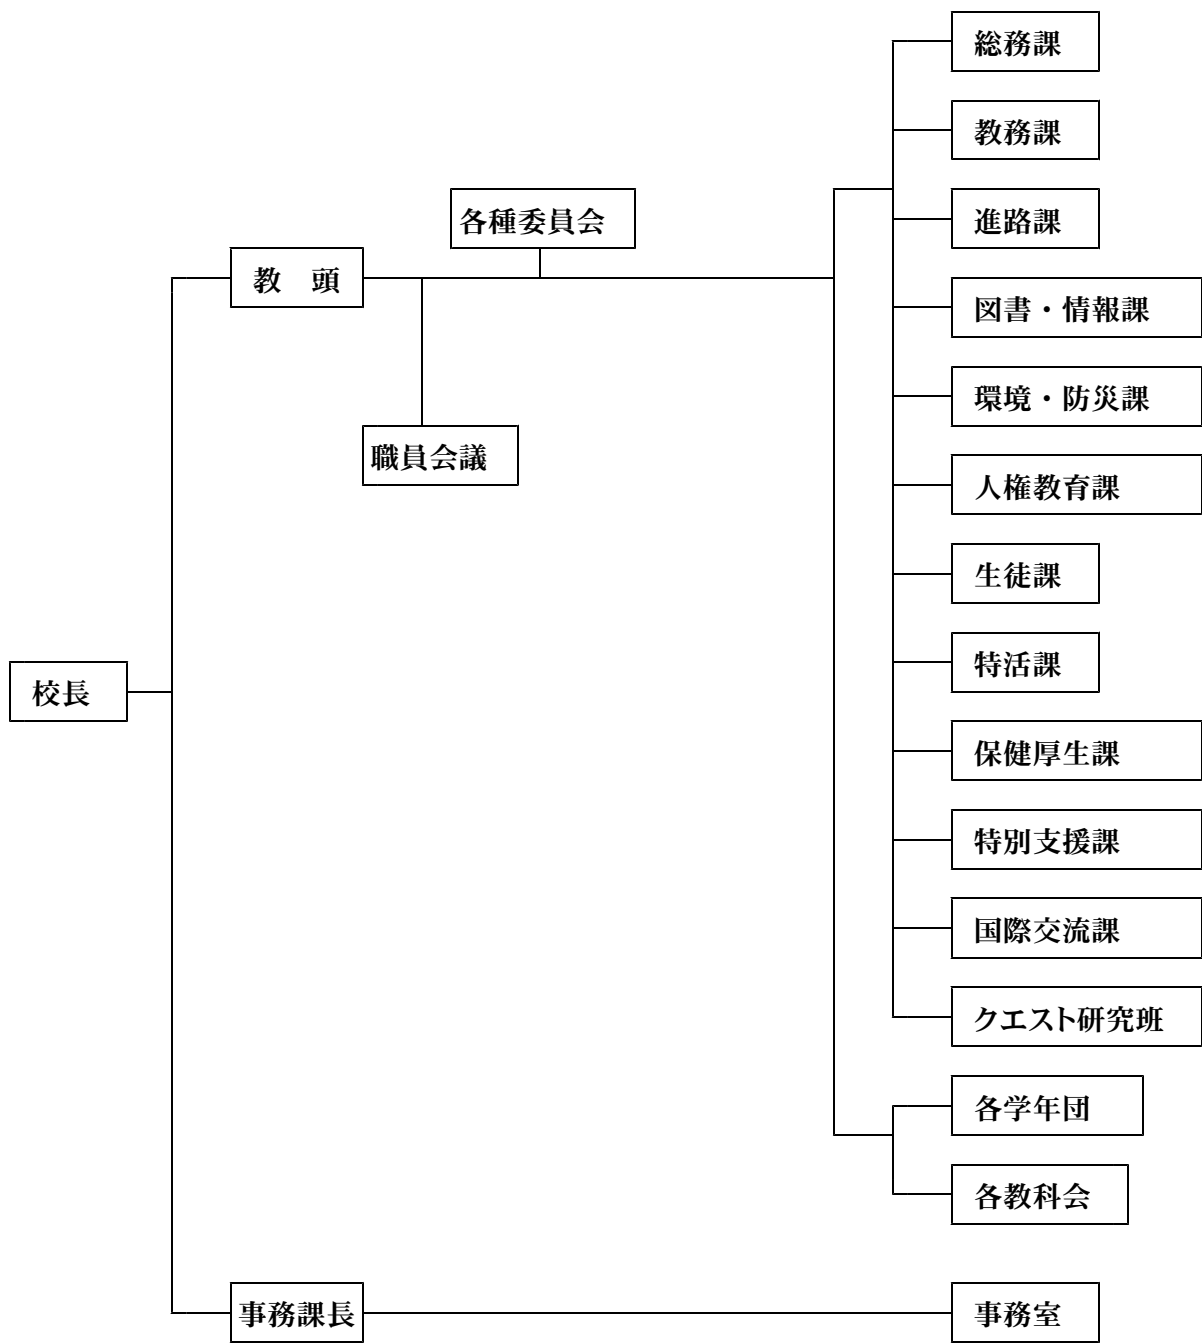 総務課
教務課
進路課
各種委員会
教　頭
図書・情報課
環境・防災課
職員会議
人権教育課
生徒課
特活課
校長
保健厚生課
特別支援課
国際交流課
クエスト研究班
各学年団
各教科会
事務課長
事務室